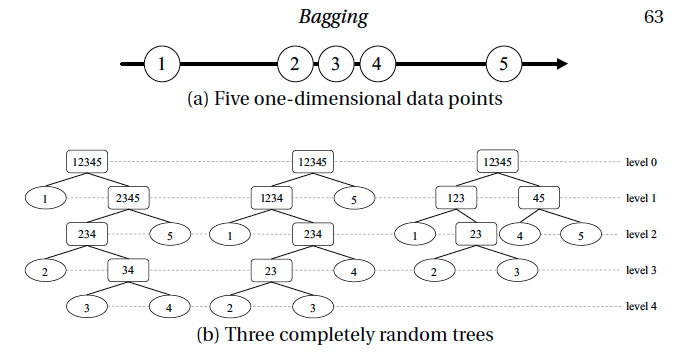 Bagging 63
1 2 3 4 5
(a) Five one-dimensional data points
12345 12345 12345 level 0
1 2345 1234 5 123 45 level 1
234 5 1 234 1 23 4 5 level 2
2 34 23 4 2 3 level 3
3 4 2 3 level 4
(b) Three completely random trees